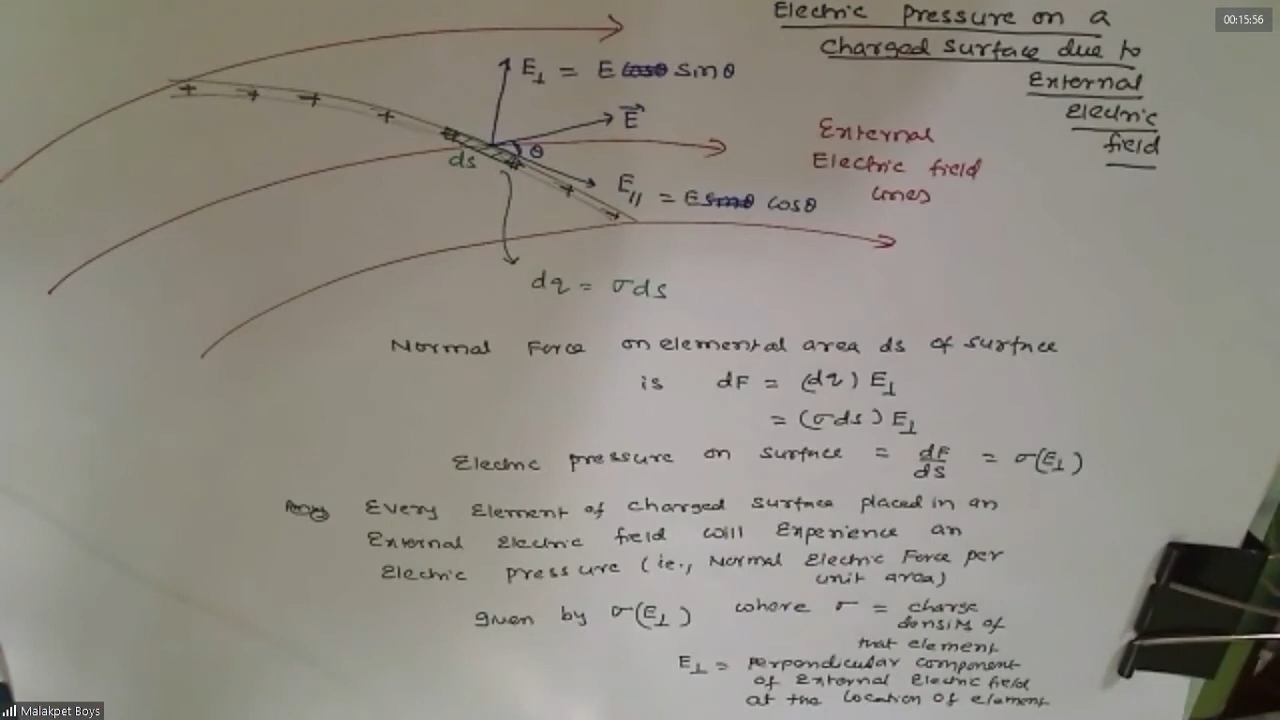 00:15:56
Electric pressure on a
charged surface due to
External
Electric
field
E⊥ = E cosθ sinθ
E⃗
θ
ds
E∥ = E sinθ cosθ
External
Electric field
lines
dq = σds
Normal Force on elemental area ds of surface
is dF = (dq) E⊥
= (σds) E⊥
Electric pressure on surface = dF/ds = σ(E⊥)
Every Element of charged surface placed in an
External Electric field will Experience an
Electric pressure (ie., Normal Electric Force per
unit area)
given by σ(E⊥) where σ = charge
density of
that element
E⊥ = perpendicular component
of External Electric field
at the location of element
Malakpet Boys